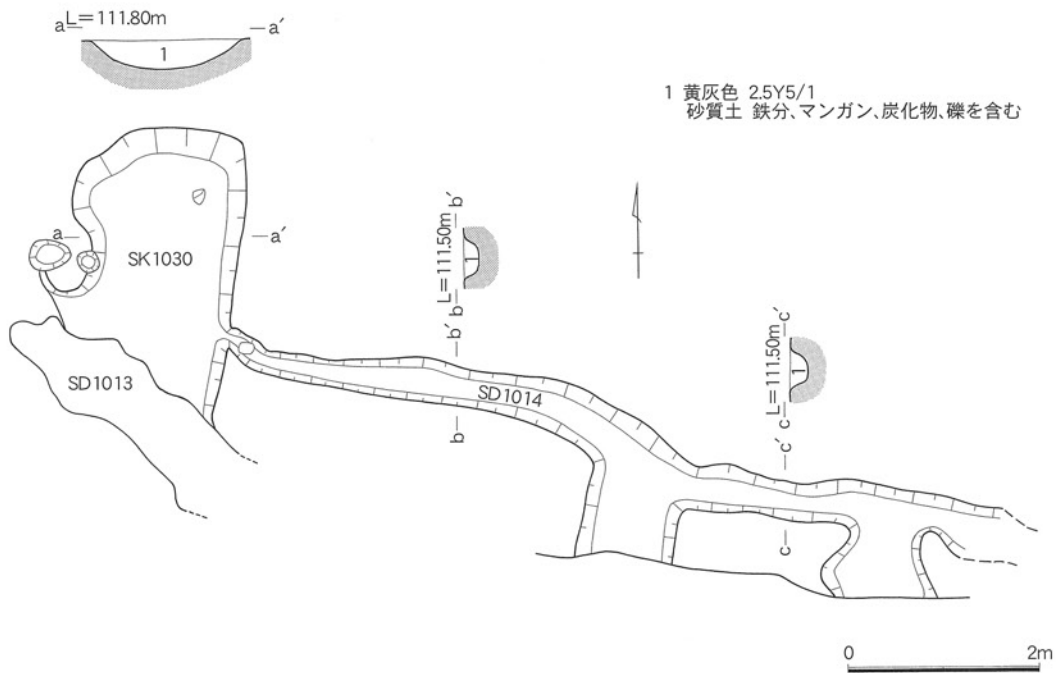 L=111.80m
a a′
1
1 黄灰色 2.5Y5/1
砂質土 鉄分、マンガン、炭化物、礫を含む
a a′
SK1030
b′
L=111.50m
1
b
b′
SD1014
b
c′
L=111.50m
1
c
c′
c
SD1013
0 2m